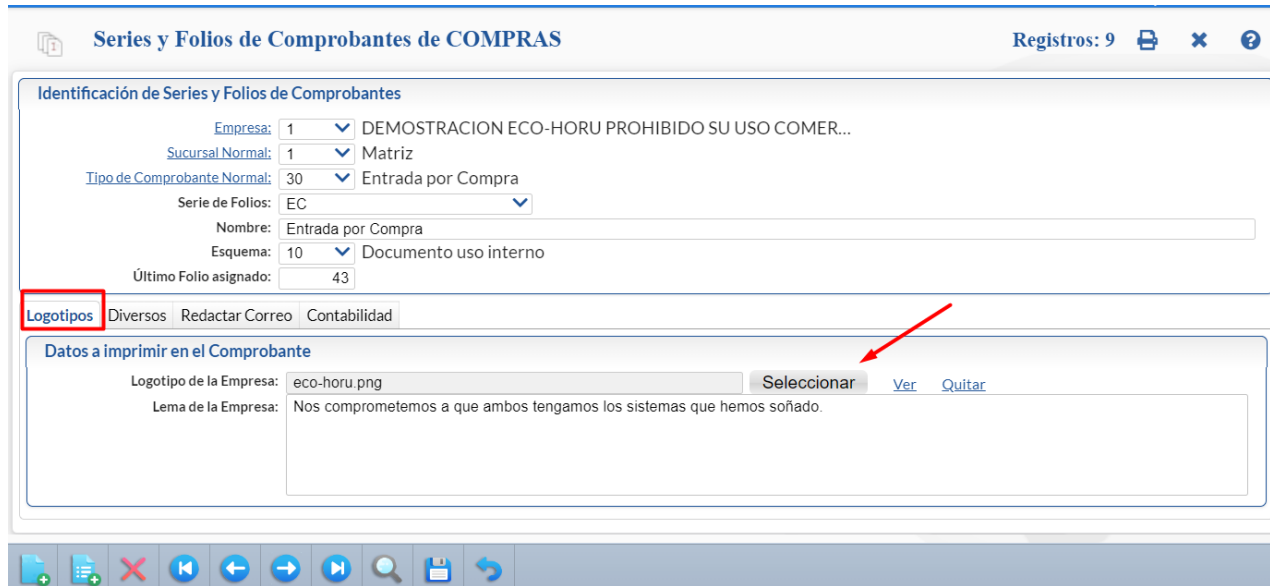 Series y Folios de Comprobantes de COMPRAS Registros: 9
Identificación de Series y Folios de Comprobantes
Empresa: 1 DEMOSTRACION ECO-HORU PROHIBIDO SU USO COMER...
Sucursal Normal: 1 Matriz
Tipo de Comprobante Normal: 30 Entrada por Compra
Serie de Folios: EC
Nombre: Entrada por Compra
Esquema: 10 Documento uso interno
Último Folio asignado: 43
Logotipos Diversos Redactar Correo Contabilidad
Datos a imprimir en el Comprobante
Logotipo de la Empresa: eco-horu.png Seleccionar Ver Quitar
Lema de la Empresa: Nos comprometemos a que ambos tengamos los sistemas que hemos soñado.